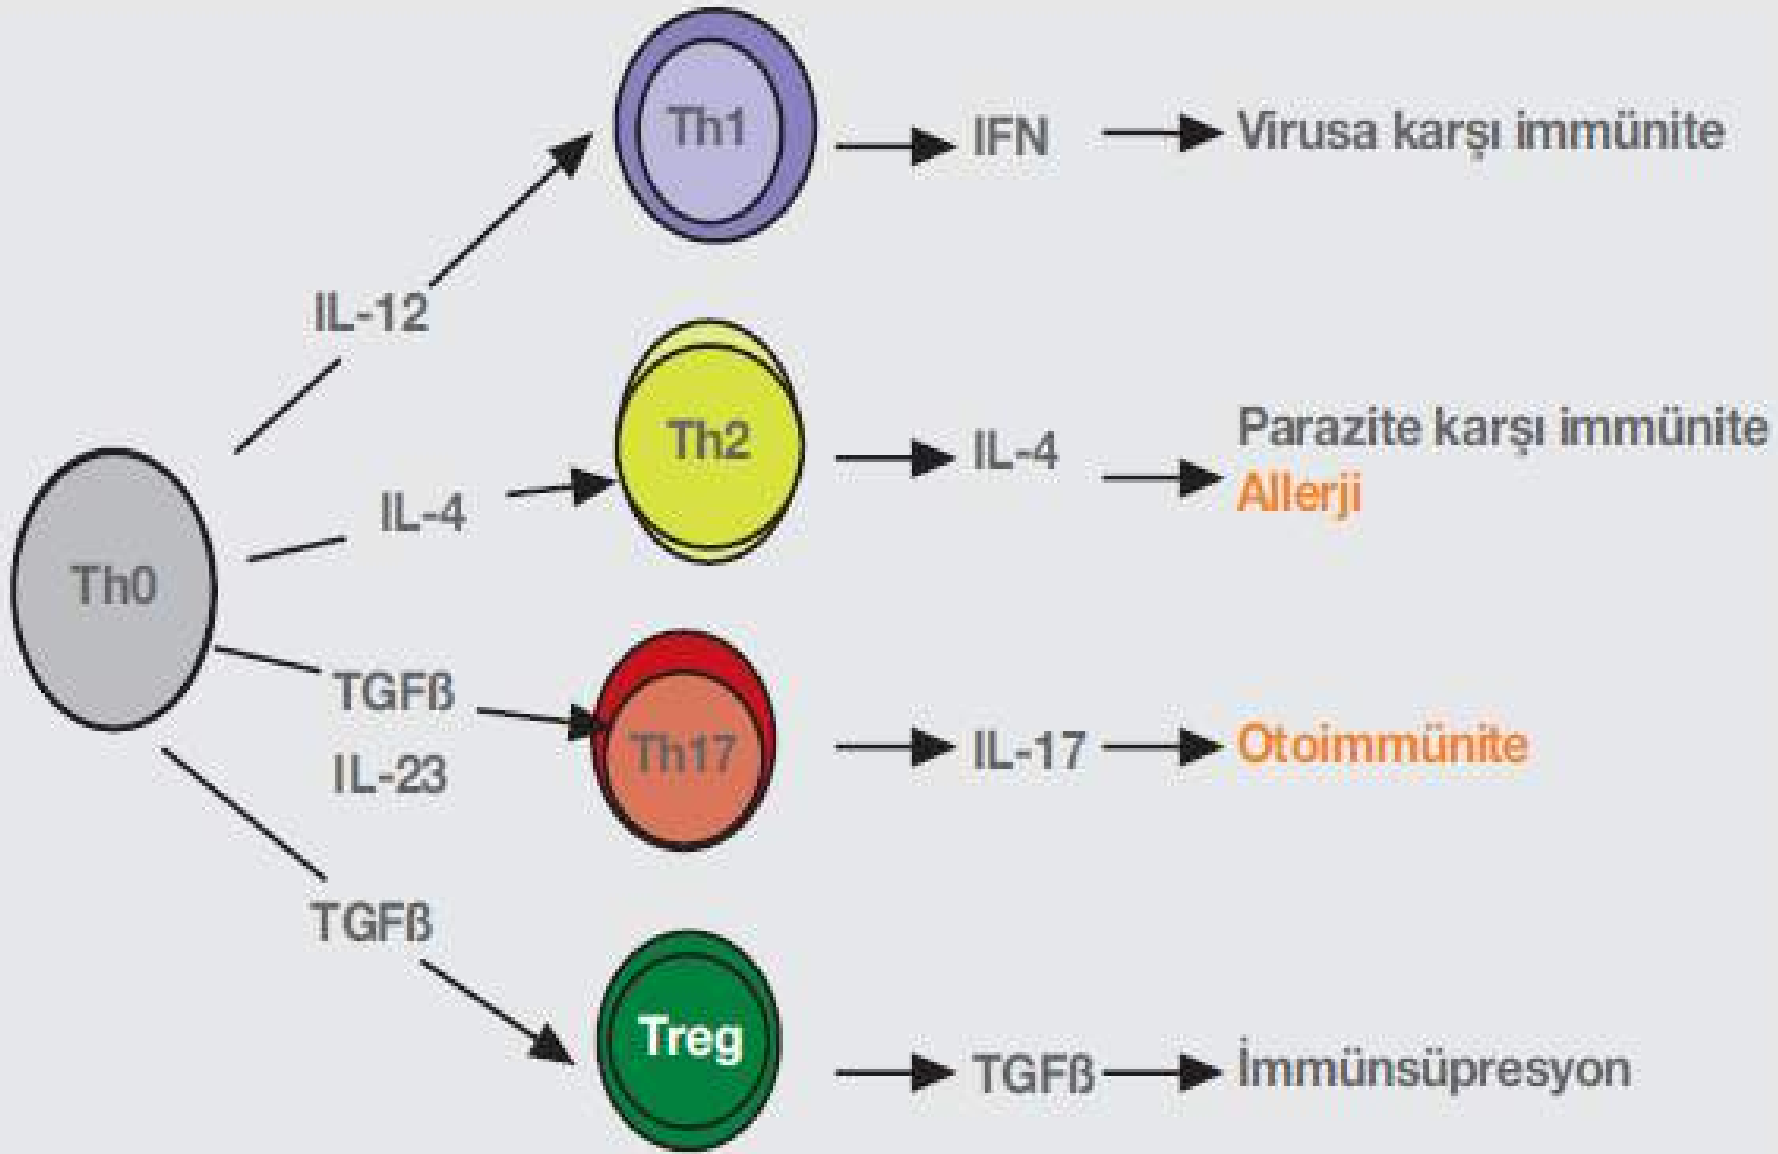 Th1
IFN
Virusa karşı immünite
IL-12
Th2
IL-4
Parazite karşı immünite
Allerji
IL-4
Th0
TGFß
IL-23
Th17
IL-17
Otoimmünite
TGFß
Treg
TGFß
İmmünsüpresyon